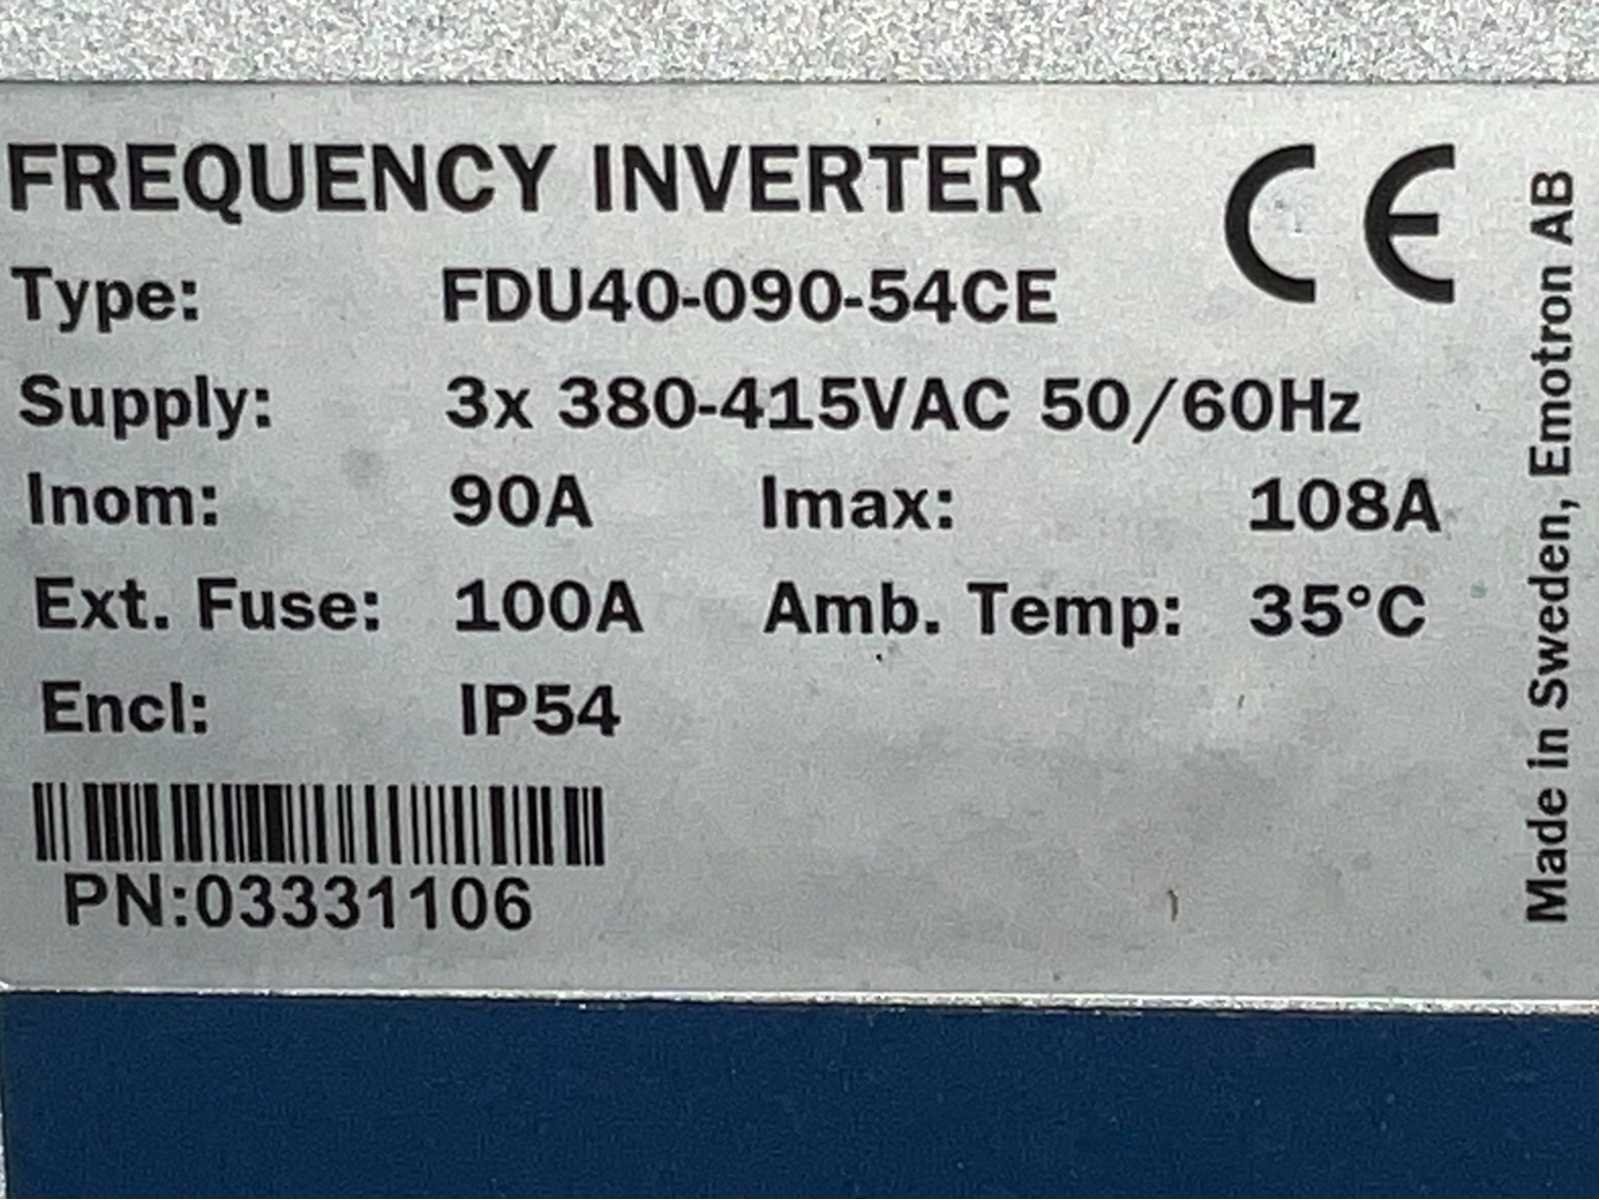 FREQUENCY INVERTER
CE
Type: FDU40-090-54CE
Supply: 3x 380-415VAC 50/60Hz
Inom: 90A Imax: 108A
Ext. Fuse: 100A Amb. Temp: 35°C
Encl: IP54
PN:03331106
Made in Sweden, Emotron AB